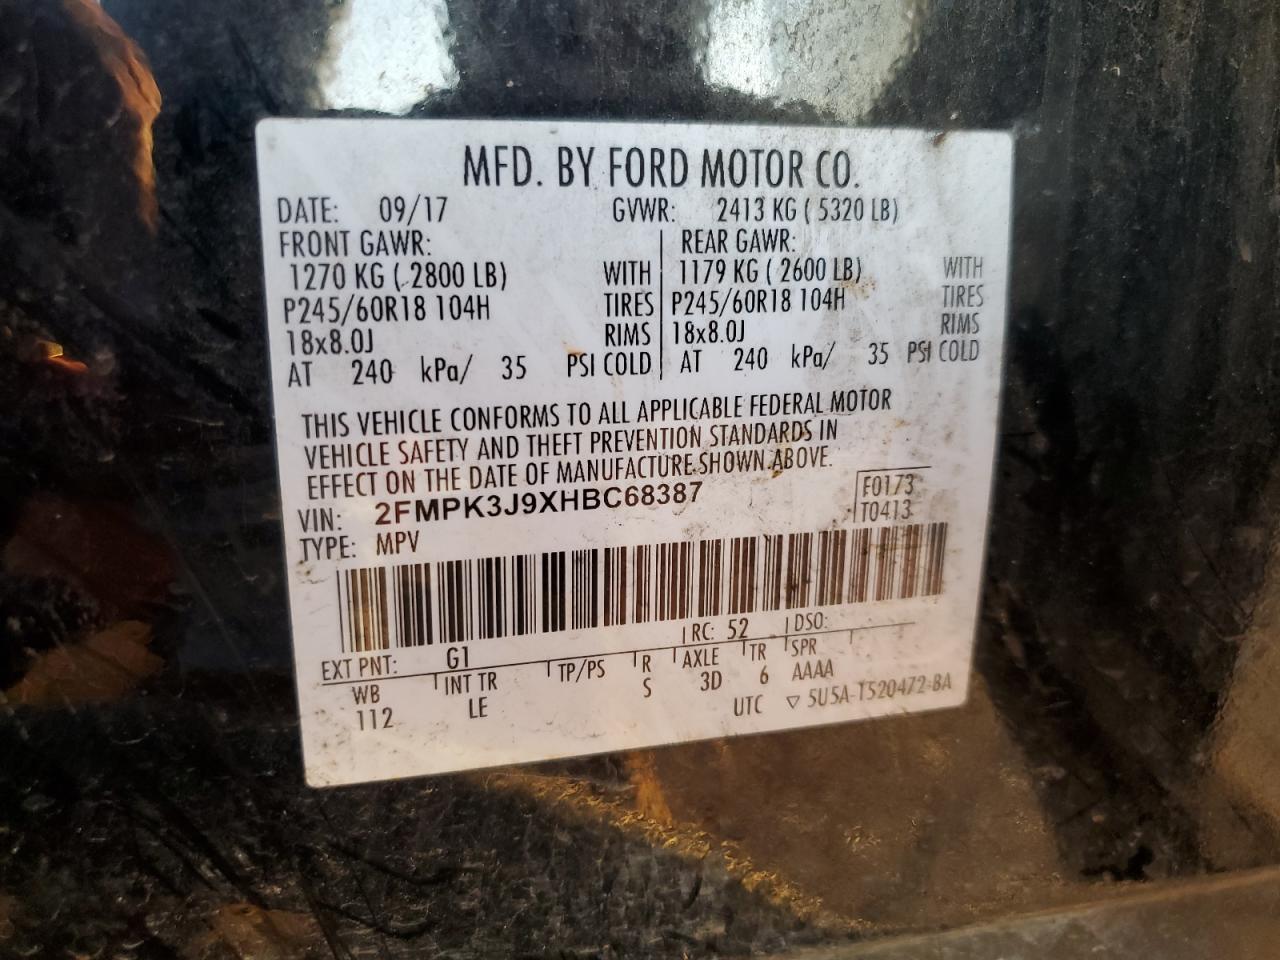 MFD. BY FORD MOTOR CO.
DATE: 09/17 GVWR: 2413 KG ( 5320 LB)
FRONT GAWR: REAR GAWR:
1270 KG ( 2800 LB) WITH 1179 KG ( 2600 LB) WITH
P245/60R18 104H TIRES P245/60R18 104H TIRES
18x8.0J RIMS 18x8.0J RIMS
AT 240 kPa/ 35 PSI COLD AT 240 kPa/ 35 PSI COLD
THIS VEHICLE CONFORMS TO ALL APPLICABLE FEDERAL MOTOR
VEHICLE SAFETY AND THEFT PREVENTION STANDARDS IN
EFFECT ON THE DATE OF MANUFACTURE SHOWN ABOVE.
VIN: 2FMPK3J9XHBC68387 F0173
TYPE: MPV T0413
RC: 52 DSO:
EXT PNT: G1
WB INT TR TP/PS R AXLE TR SPR
112 LE S 3D 6 AAAA
UTC ▽ 5U5A-T520472-BA